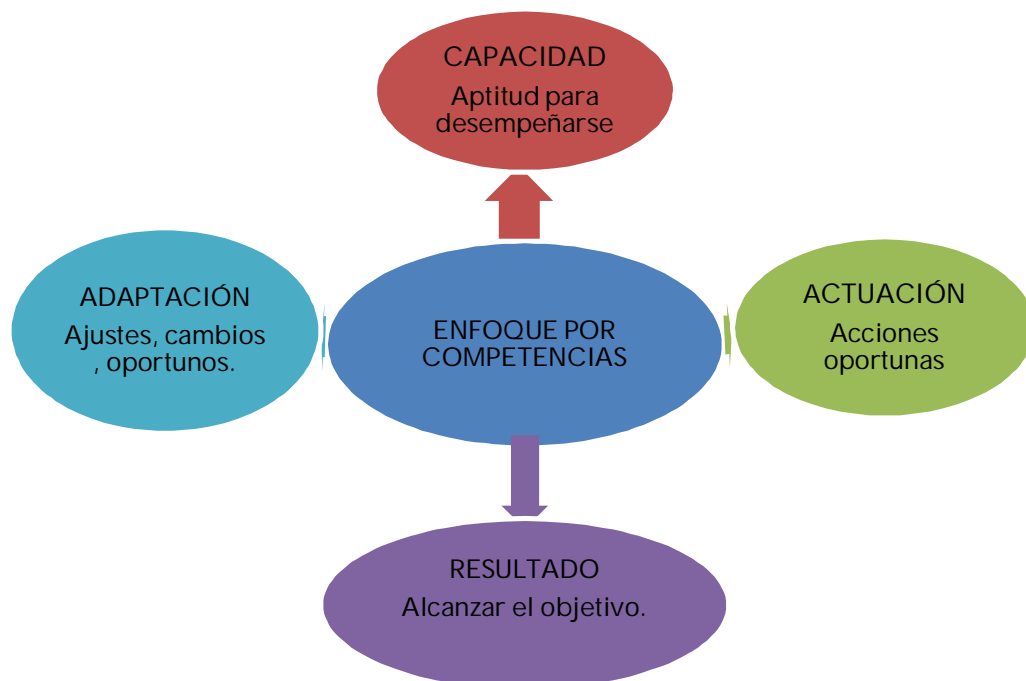 CAPACIDAD
Aptitud para
desempeñarse
ADAPTACIÓN
Ajustes, cambios
, oportunos.
ENFOQUE POR
COMPETENCIAS
ACTUACIÓN
Acciones
oportunas
RESULTADO
Alcanzar el objetivo.